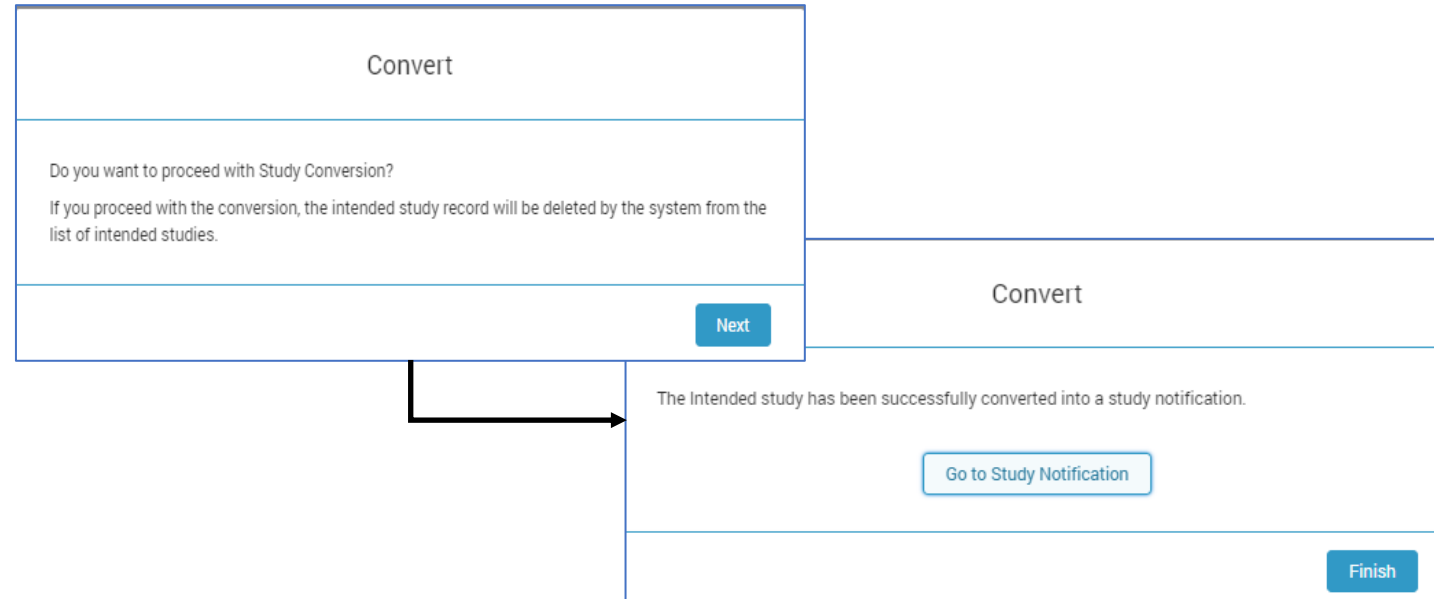 Convert
Do you want to proceed with Study Conversion?
If you proceed with the conversion, the intended study record will be deleted by the system from the
list of intended studies.
Next
Convert
The Intended study has been successfully converted into a study notification.
Go to Study Notification
Finish